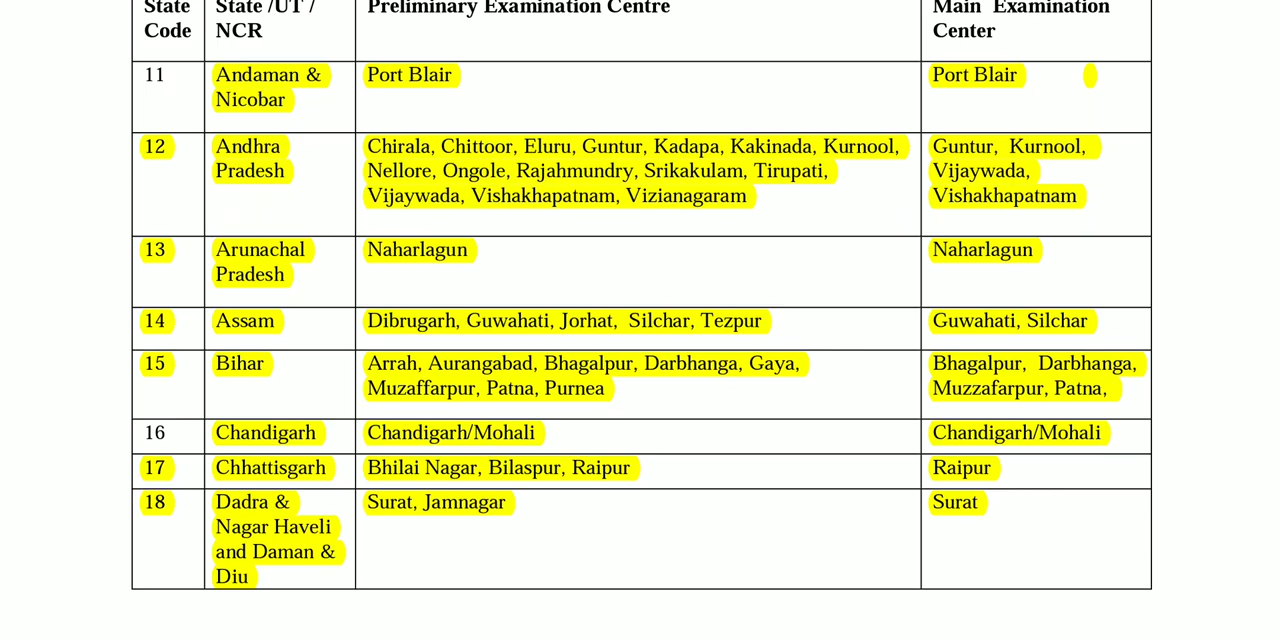 State State /UT / Preliminary Examination Centre Main Examination
Code NCR Center
11 Andaman & Port Blair Port Blair
Nicobar
12 Andhra Chirala, Chittoor, Eluru, Guntur, Kadapa, Kakinada, Kurnool, Guntur, Kurnool,
Pradesh Nellore, Ongole, Rajahmundry, Srikakulam, Tirupati, Vijaywada,
Vijaywada, Vishakhapatnam, Vizianagaram Vishakhapatnam
13 Arunachal Naharlagun Naharlagun
Pradesh
14 Assam Dibrugarh, Guwahati, Jorhat, Silchar, Tezpur Guwahati, Silchar
15 Bihar Arrah, Aurangabad, Bhagalpur, Darbhanga, Gaya, Bhagalpur, Darbhanga,
Muzaffarpur, Patna, Purnea Muzzafarpur, Patna,
16 Chandigarh Chandigarh/Mohali Chandigarh/Mohali
17 Chhattisgarh Bhilai Nagar, Bilaspur, Raipur Raipur
18 Dadra & Surat, Jamnagar Surat
Nagar Haveli
and Daman &
Diu